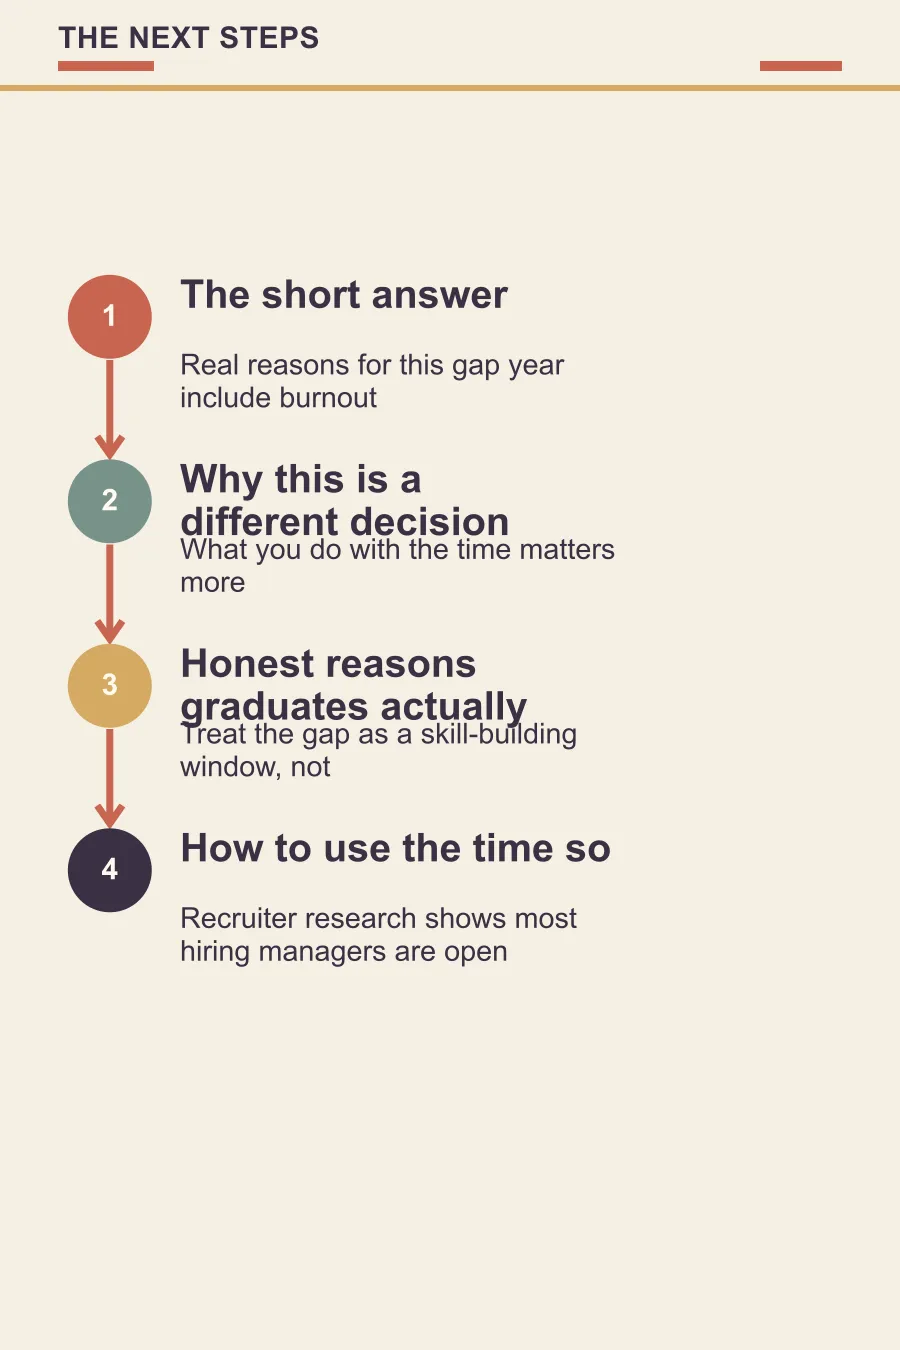 THE NEXT STEPS
1
The short answer
Real reasons for this gap year
include burnout
2
Why this is a
different decision
What you do with the time matters
more
3
Honest reasons
graduates actually
Treat the gap as a skill-building
window, not
4
How to use the time so
Recruiter research shows most
hiring managers are open